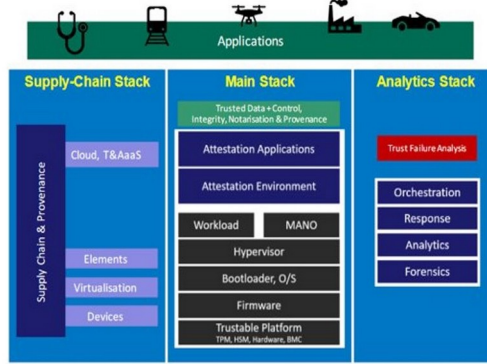 Applications
Supply-Chain Stack
Supply Chain & Provenance
Cloud, T&AaaS
Elements
Virtualisation
Devices
Main Stack
Trusted Data + Control,
Integrity, Notarisation & Provenance
Attestation Applications
Attestation Environment
Workload
MANO
Hypervisor
Bootloader, O/S
Firmware
Trustable Platform
TPM, HSM, Hardware, BMC
Analytics Stack
Trust Failure Analysis
Orchestration
Response
Analytics
Forensics